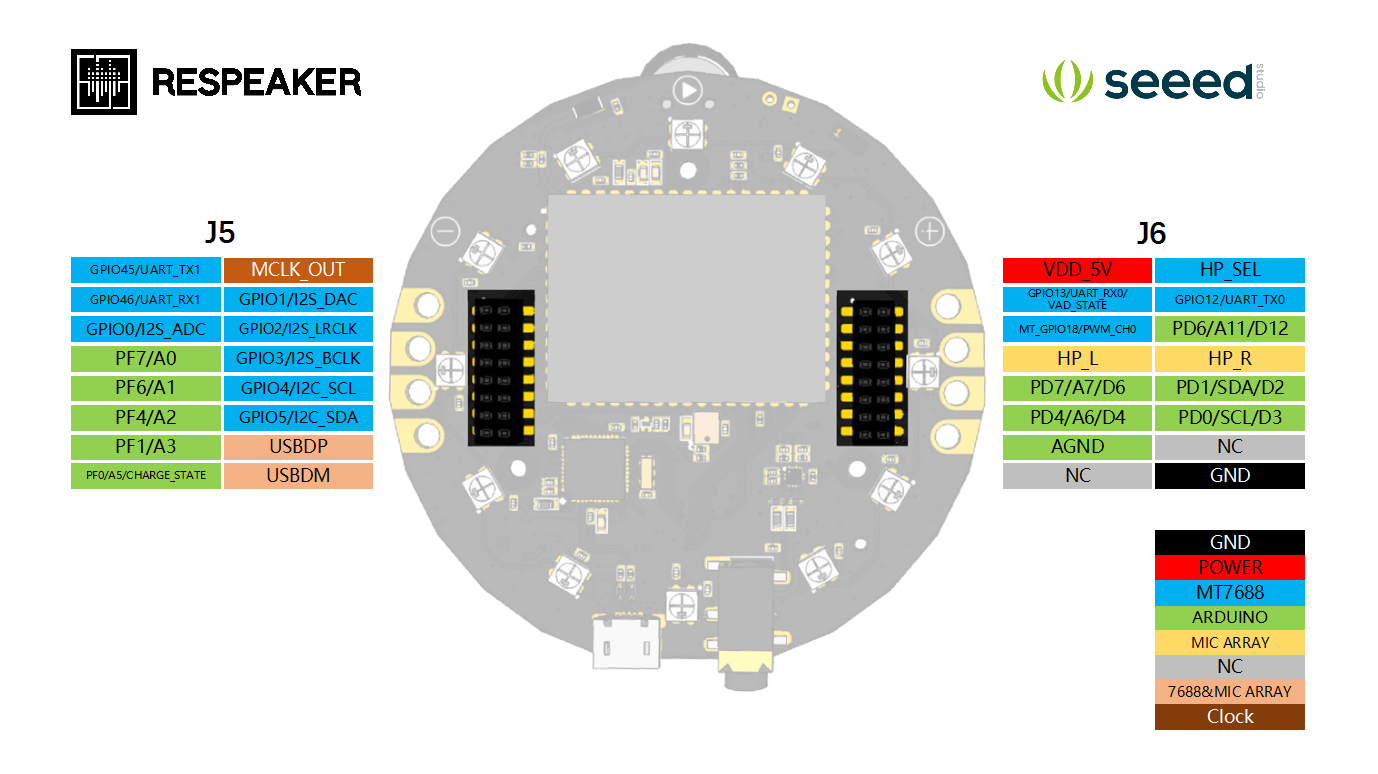 RESPEAKER
seeed
studio
1
J5
GPIO45/UART_TX1 MCLK_OUT
GPIO46/UART_RX1 GPIO1/I2S_DAC
GPIO0/I2S_ADC GPIO2/I2S_LRCLK
PF7/A0 GPIO3/I2S_BCLK
PF6/A1 GPIO4/I2C_SCL
PF4/A2 GPIO5/I2C_SDA
PF1/A3 USBDP
PF0/A5/CHARGE_STATE USBDM
J6
VDD_5V HP_SEL
GPIO13/UART_RX0/
VAD_STATE
GPIO12/UART_TX0
MT_GPIO18/PWM_CH0 PD6/A11/D12
HP_L HP_R
PD7/A7/D6 PD1/SDA/D2
PD4/A6/D4 PD0/SCL/D3
AGND NC
NC GND
GND
POWER
MT7688
ARDUINO
MIC ARRAY
NC
7688&MIC ARRAY
Clock